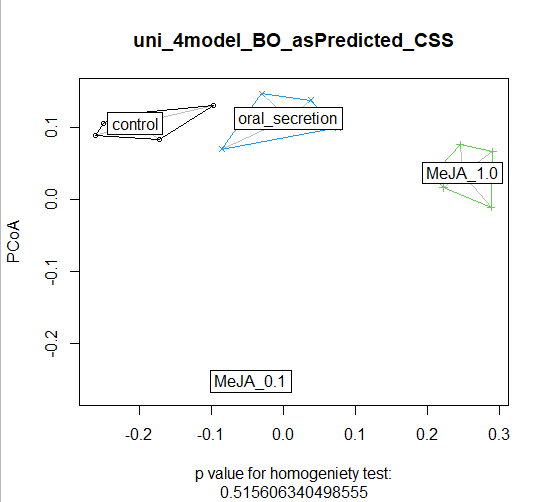 uni_4model_BO_asPredicted_CSS
control
oral_secretion
MeJA_1.0
MeJA_0.1
PCoA
0.1
0.0
-0.1
-0.2
-0.2 -0.1 0.0 0.1 0.2 0.3
p value for homogeniety test:
0.515606340498555